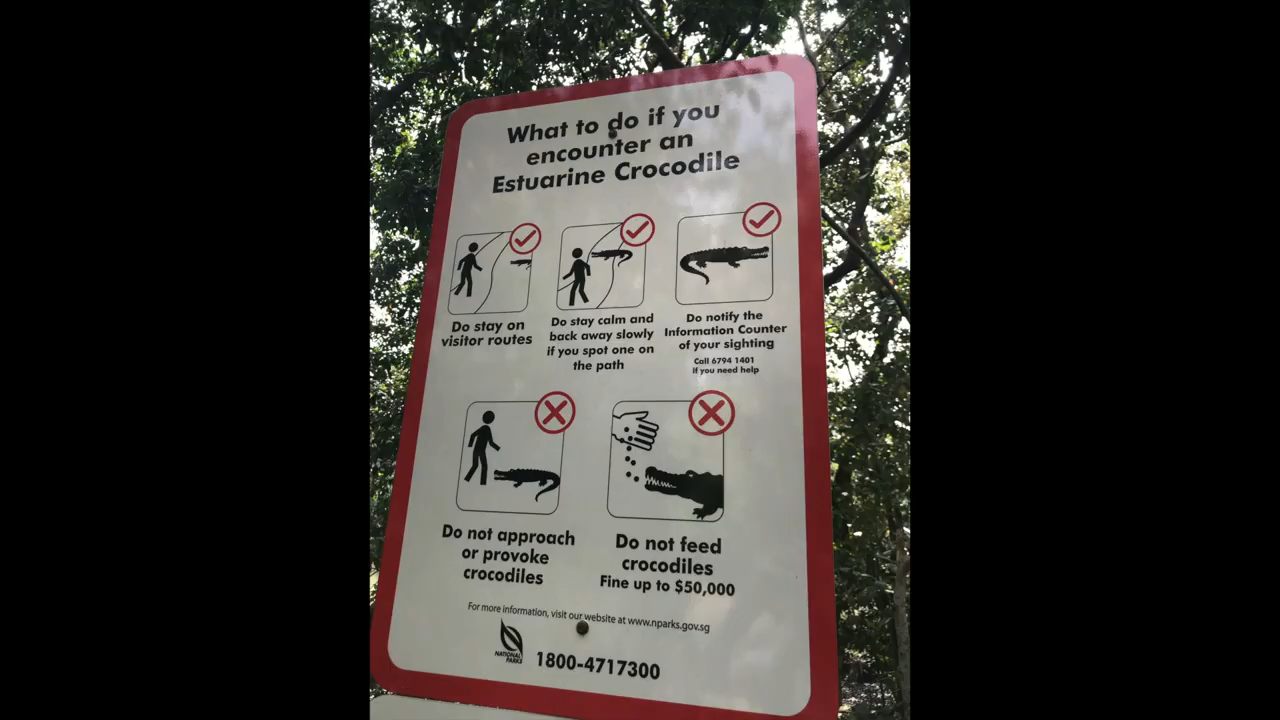 What to do if you
encounter an
Estuarine Crocodile
Do stay on
visitor routes
Do stay calm and
back away slowly
if you spot one on
the path
Do notify the
Information Counter
of your sighting
Call 6794 1401
if you need help
Do not approach
or provoke
crocodiles
Do not feed
crocodiles
Fine up to $50,000
For more information, visit our website at www.nparks.gov.sg
NATIONAL
PARKS
1800-4717300